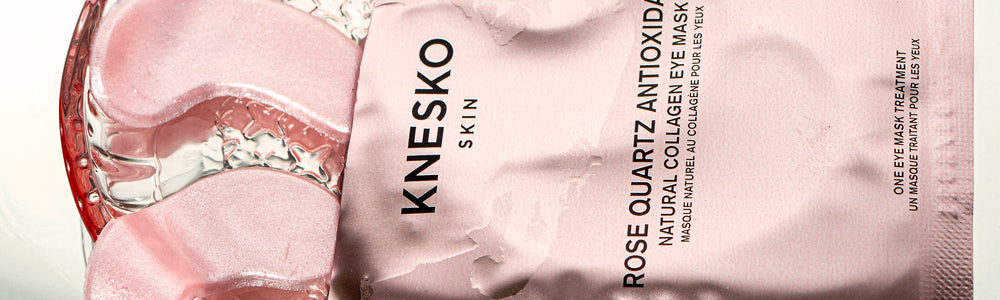 KNESKO
SKIN
ROSE QUARTZ ANTIOXIDA
NATURAL COLLAGEN EYE MASK
MASQUE NATUREL AU COLLAGÈNE POUR LES YEUX
ONE EYE MASK TREATMENT
UN MASQUE TRAITANT POUR LES YEUX